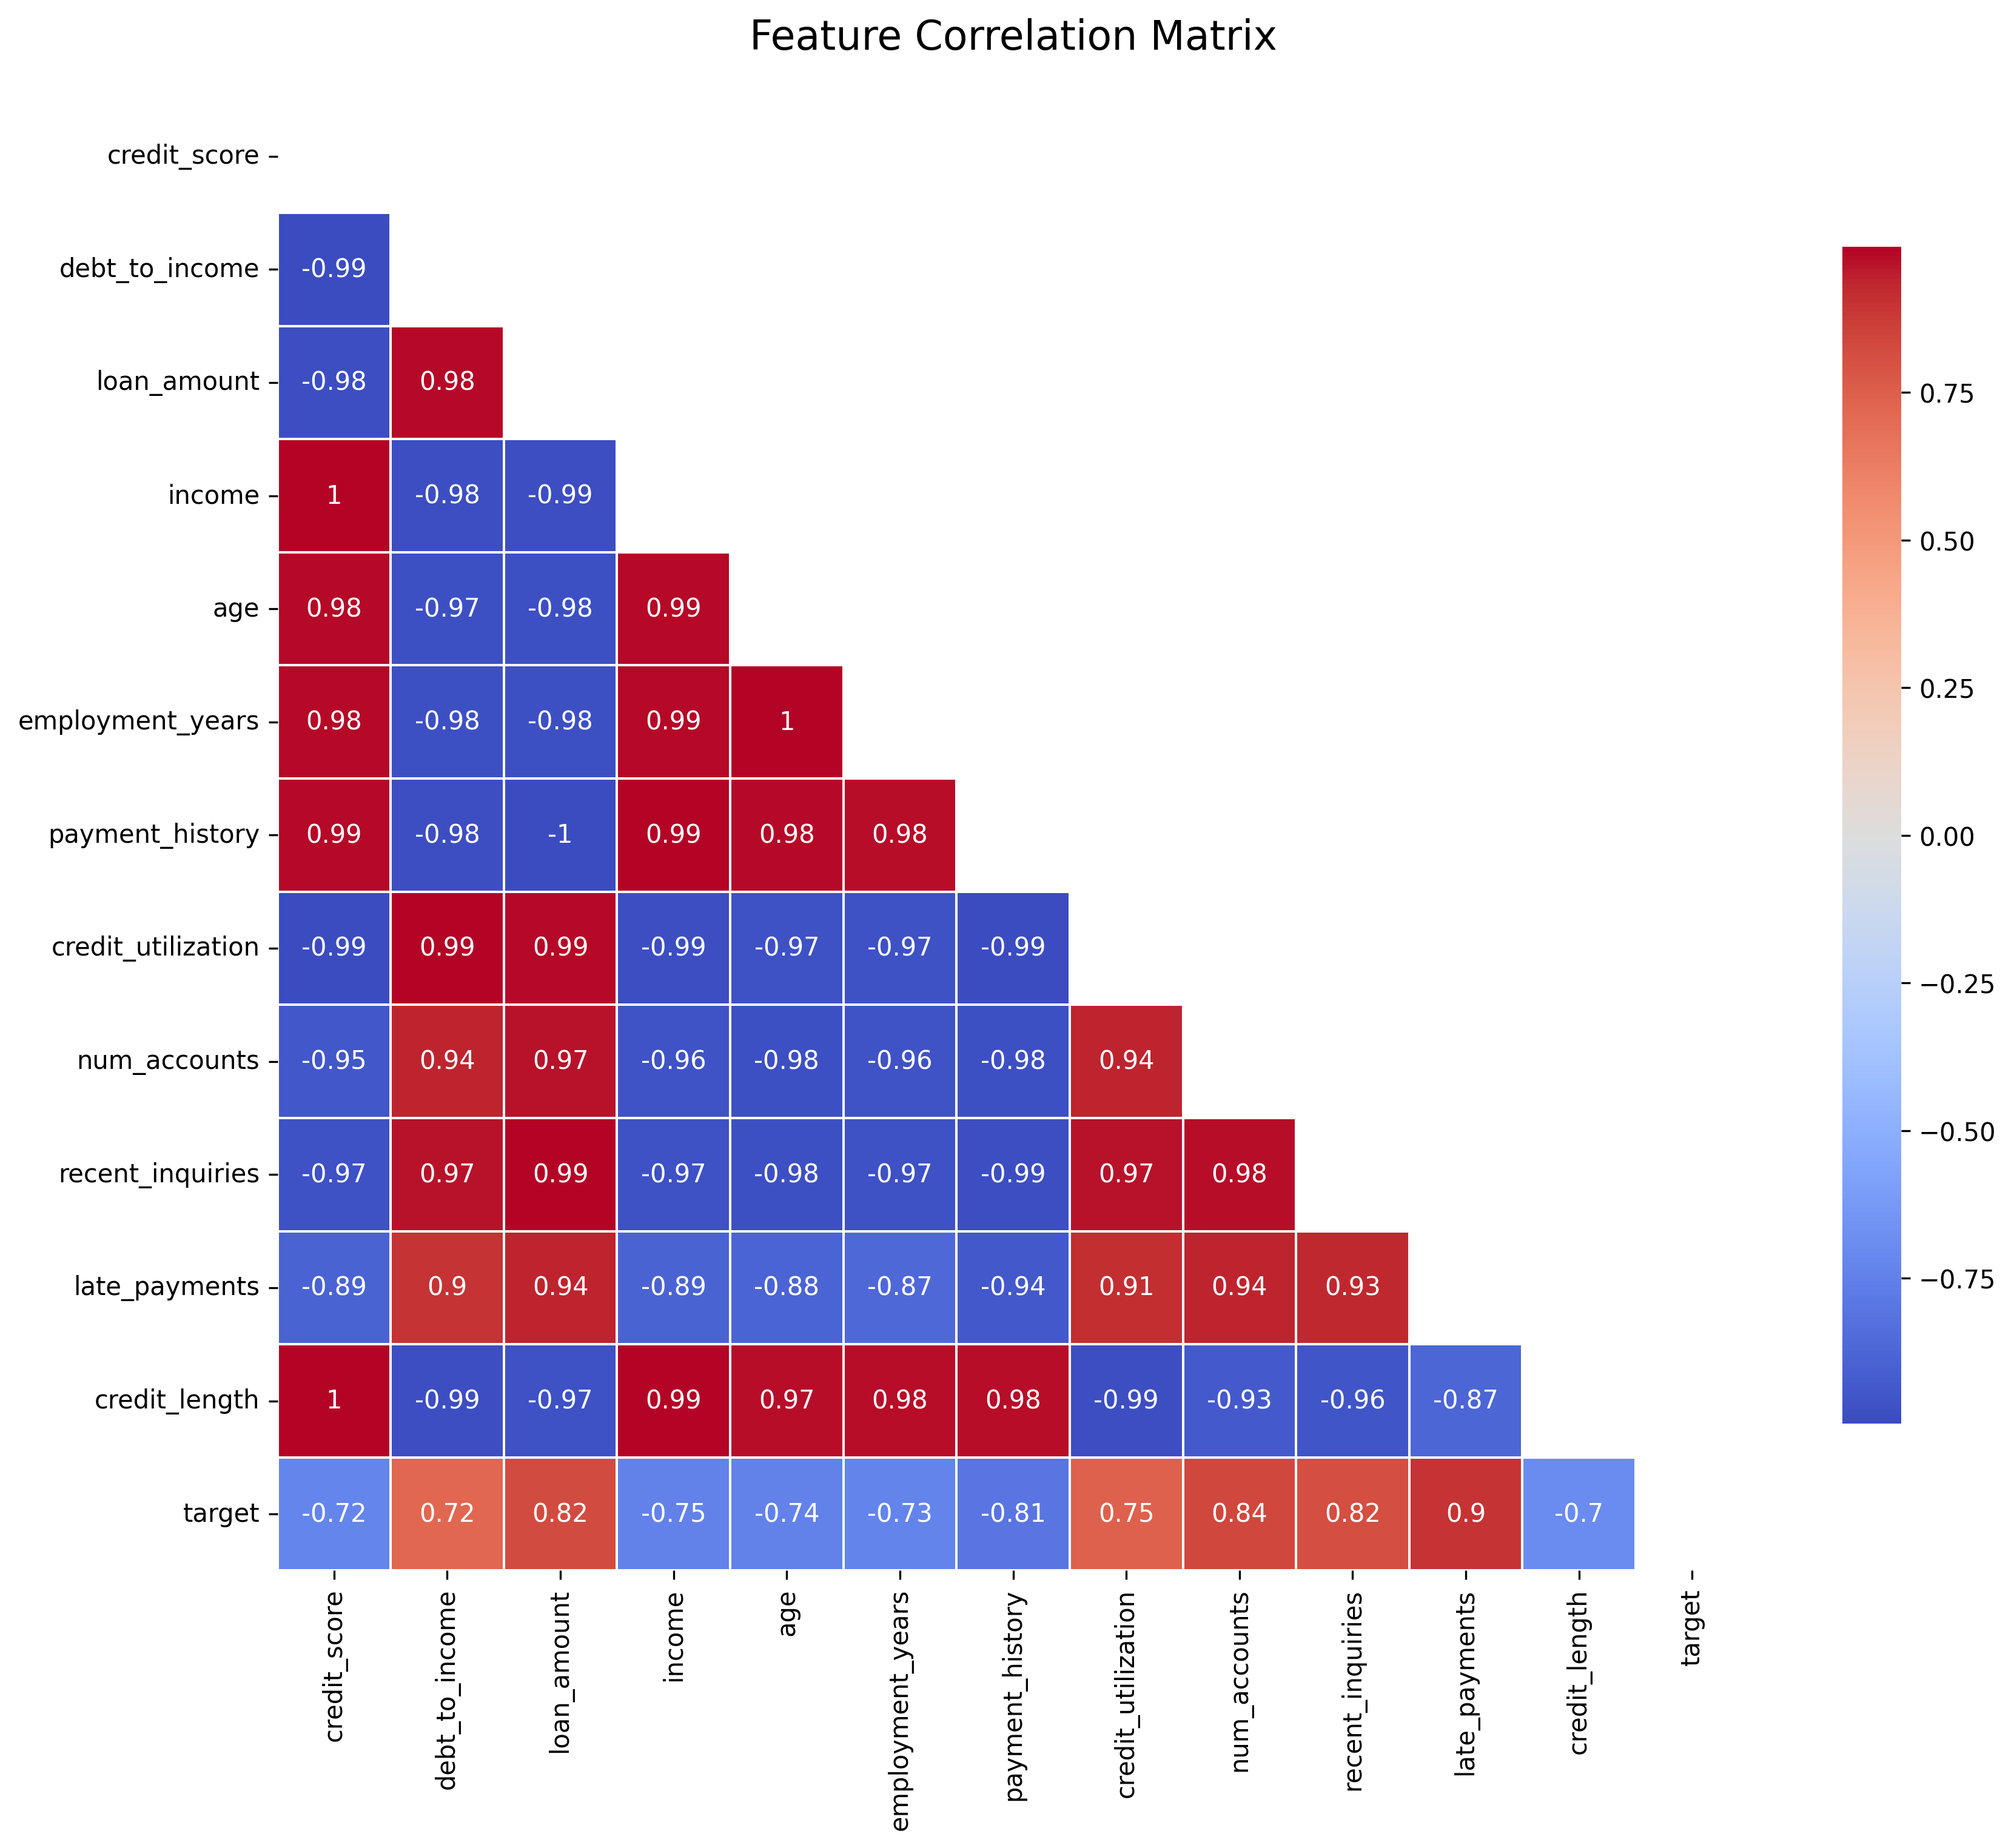 Feature Correlation Matrix
credit_score
debt_to_income -0.99
loan_amount -0.98 0.98
income 1 -0.98 -0.99
age 0.98 -0.97 -0.98 0.99
employment_years 0.98 -0.98 -0.98 0.99 1
payment_history 0.99 -0.98 -1 0.99 0.98 0.98
credit_utilization -0.99 0.99 0.99 -0.99 -0.97 -0.97 -0.99
num_accounts -0.95 0.94 0.97 -0.96 -0.98 -0.96 -0.98 0.94
recent_inquiries -0.97 0.97 0.99 -0.97 -0.98 -0.97 -0.99 0.97 0.98
late_payments -0.89 0.9 0.94 -0.89 -0.88 -0.87 -0.94 0.91 0.94 0.93
credit_length 1 -0.99 -0.97 0.99 0.97 0.98 0.98 -0.99 -0.93 -0.96 -0.87
target -0.72 0.72 0.82 -0.75 -0.74 -0.73 -0.81 0.75 0.84 0.82 0.9 -0.7
credit_score
debt_to_income
loan_amount
income
age
employment_years
payment_history
credit_utilization
num_accounts
recent_inquiries
late_payments
credit_length
target
0.75
0.50
0.25
0.00
−0.25
−0.50
−0.75